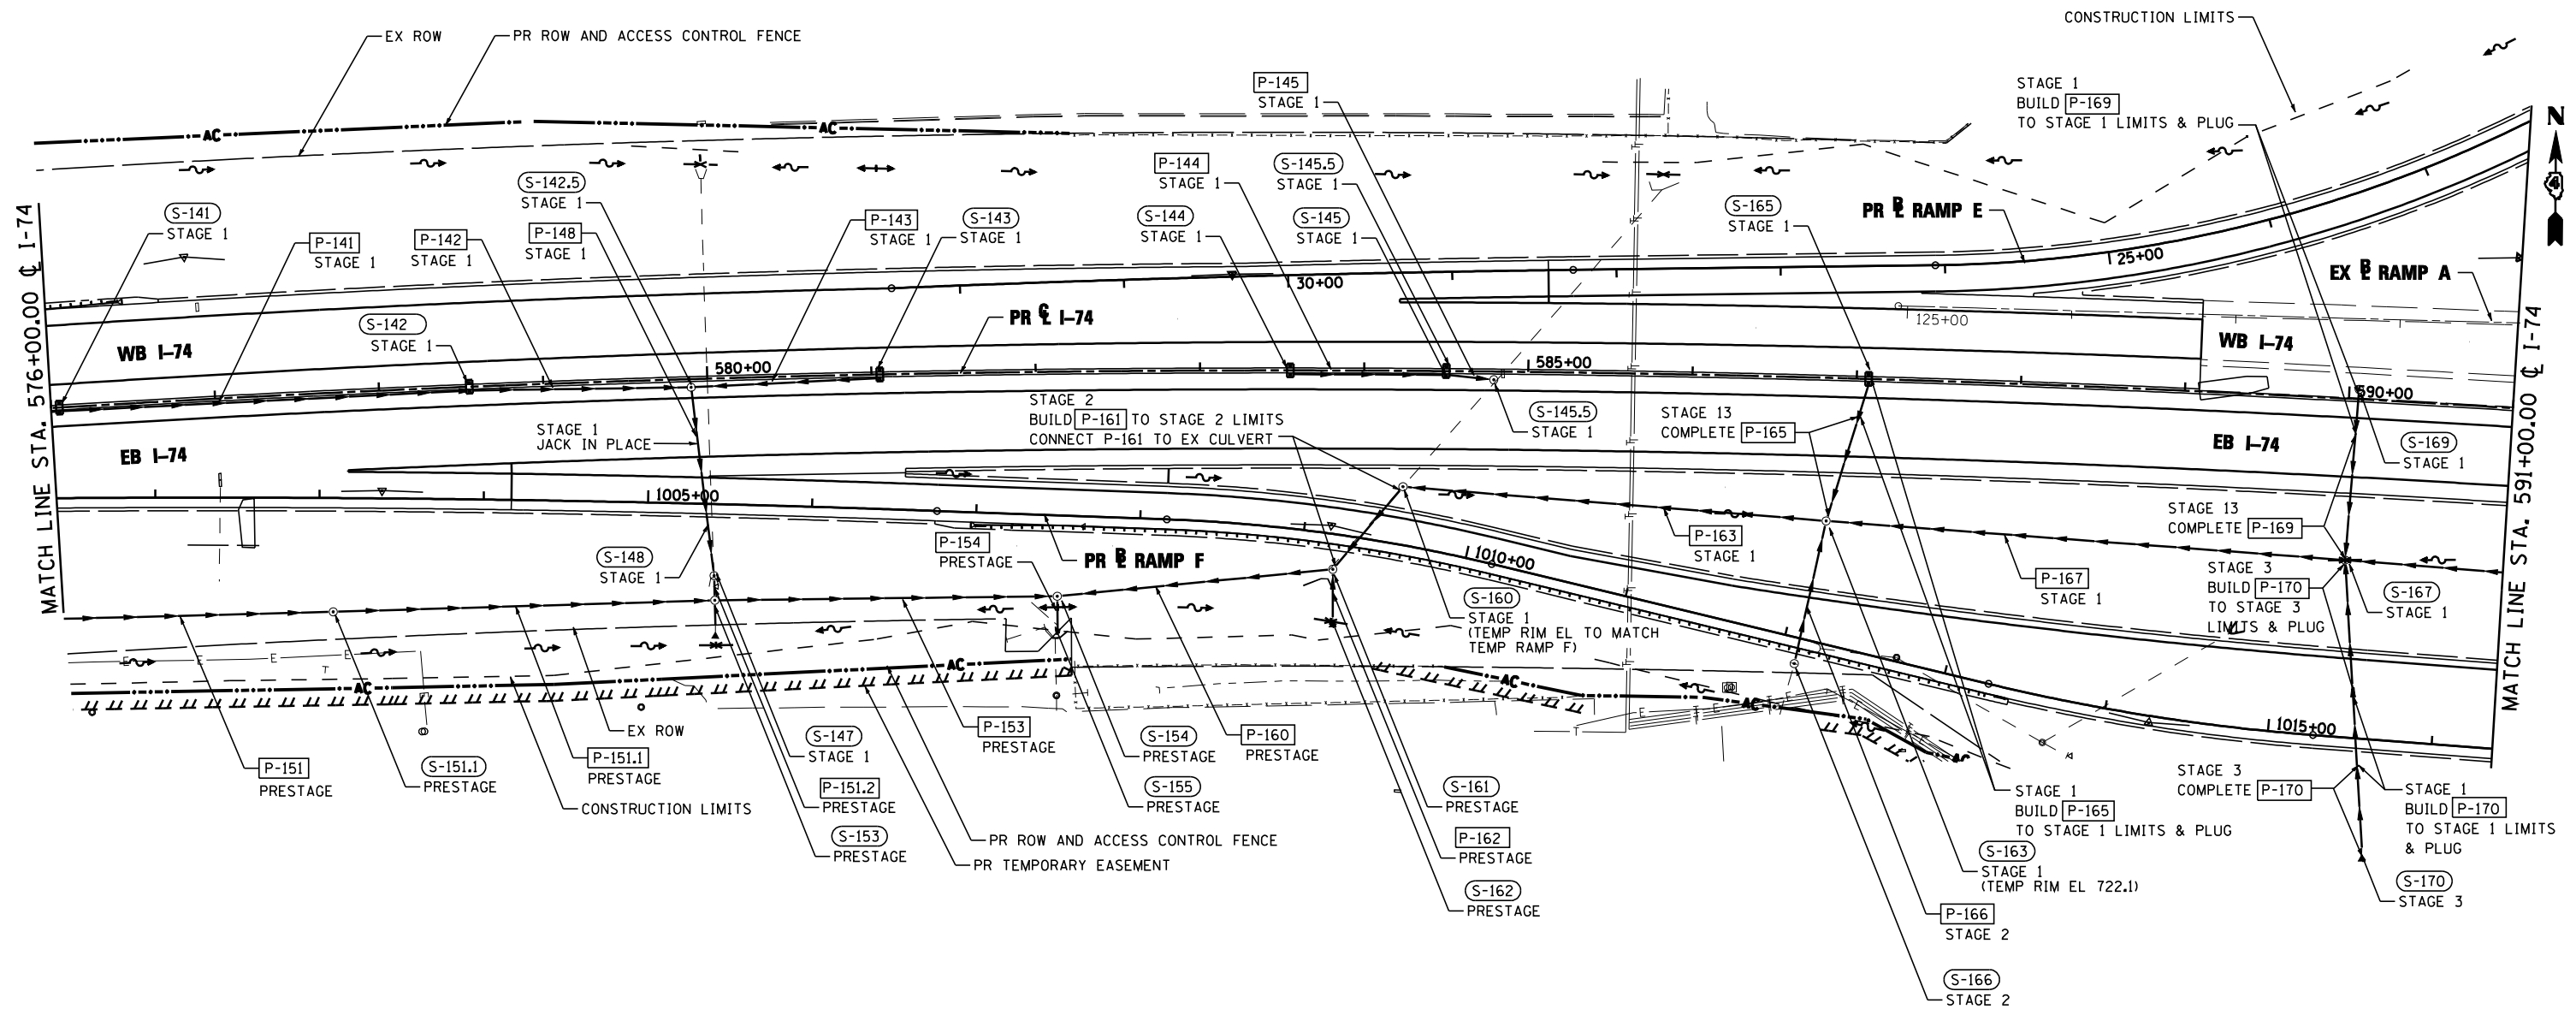 CONSTRUCTION LIMITS
EX ROW
PR ROW AND ACCESS CONTROL FENCE
STAGE 1
BUILD P-169
TO STAGE 1 LIMITS & PLUG
P-145
STAGE 1
N
4
AC
AC
S-142.5
STAGE 1
P-148
STAGE 1
P-144
STAGE 1
S-145.5
STAGE 1
S-141
STAGE 1
P-141
STAGE 1
P-142
STAGE 1
P-143
STAGE 1
S-143
STAGE 1
S-144
STAGE 1
S-145
STAGE 1
S-165
STAGE 1
PR BL RAMP E
25+00
EX BL RAMP A
30+00
125+00
S-142
STAGE 1
PR CL I-74
WB I-74
WB I-74
MATCH LINE STA. 576+00.00 CL I-74
MATCH LINE STA. 591+00.00 CL I-74
580+00
585+00
590+00
STAGE 2
BUILD P-161 TO STAGE 2 LIMITS
CONNECT P-161 TO EX CULVERT
S-145.5
STAGE 1
STAGE 13
COMPLETE P-165
STAGE 1
JACK IN PLACE
EB I-74
EB I-74
S-169
STAGE 1
1005+00
STAGE 13
COMPLETE P-169
P-154
PRESTAGE
PR BL RAMP F
1010+00
P-163
STAGE 1
S-148
STAGE 1
P-167
STAGE 1
STAGE 3
BUILD P-170
TO STAGE 3
LIMITS & PLUG
S-167
STAGE 1
S-160
STAGE 1
(TEMP RIM EL TO MATCH
TEMP RAMP F)
E
E
E
E
T
AC
AC
AC
AC
E
T
T
T
E
E
T
1015+00
EX ROW
P-151
PRESTAGE
S-151.1
PRESTAGE
P-151.1
PRESTAGE
CONSTRUCTION LIMITS
S-147
STAGE 1
P-151.2
PRESTAGE
S-153
PRESTAGE
P-153
PRESTAGE
S-154
PRESTAGE
S-155
PRESTAGE
P-160
PRESTAGE
PR ROW AND ACCESS CONTROL FENCE
PR TEMPORARY EASEMENT
S-161
PRESTAGE
P-162
PRESTAGE
S-162
PRESTAGE
STAGE 1
BUILD P-165
TO STAGE 1 LIMITS & PLUG
S-163
STAGE 1
(TEMP RIM EL 722.1)
P-166
STAGE 2
S-166
STAGE 2
STAGE 3
COMPLETE P-170
STAGE 1
BUILD P-170
TO STAGE 1 LIMITS
& PLUG
S-170
STAGE 3